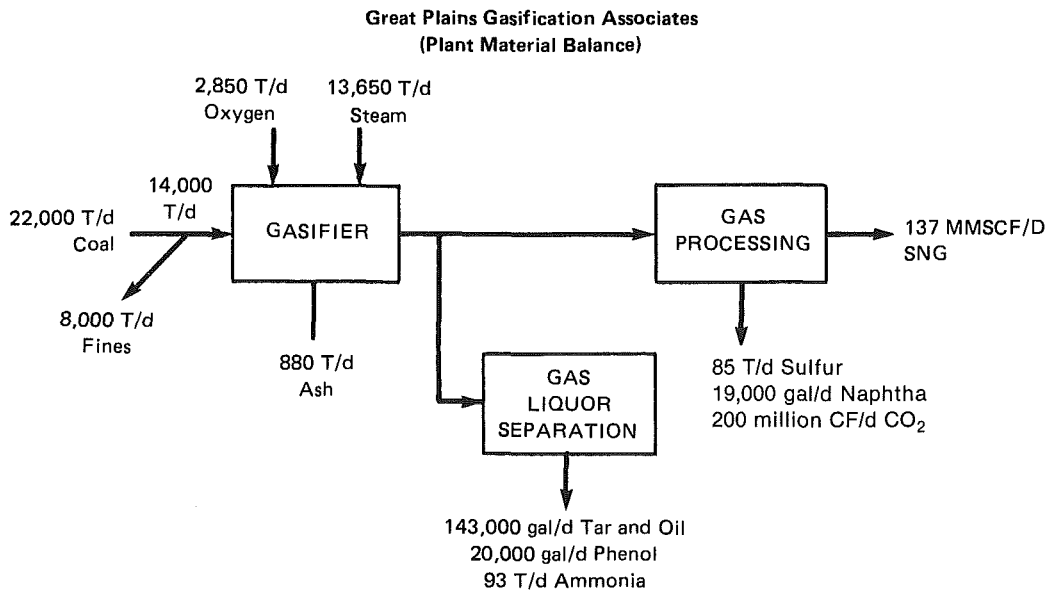 Great Plains Gasification Associates
(Plant Material Balance)
2,850 T/d
Oxygen
13,650 T/d
Steam
14,000
T/d
22,000 T/d
Coal
8,000 T/d
Fines
GASIFIER
880 T/d
Ash
GAS
PROCESSING
137 MMSCF/D
SNG
85 T/d Sulfur
19,000 gal/d Naphtha
200 million CF/d CO₂
GAS
LIQUOR
SEPARATION
143,000 gal/d Tar and Oil
20,000 gal/d Phenol
93 T/d Ammonia